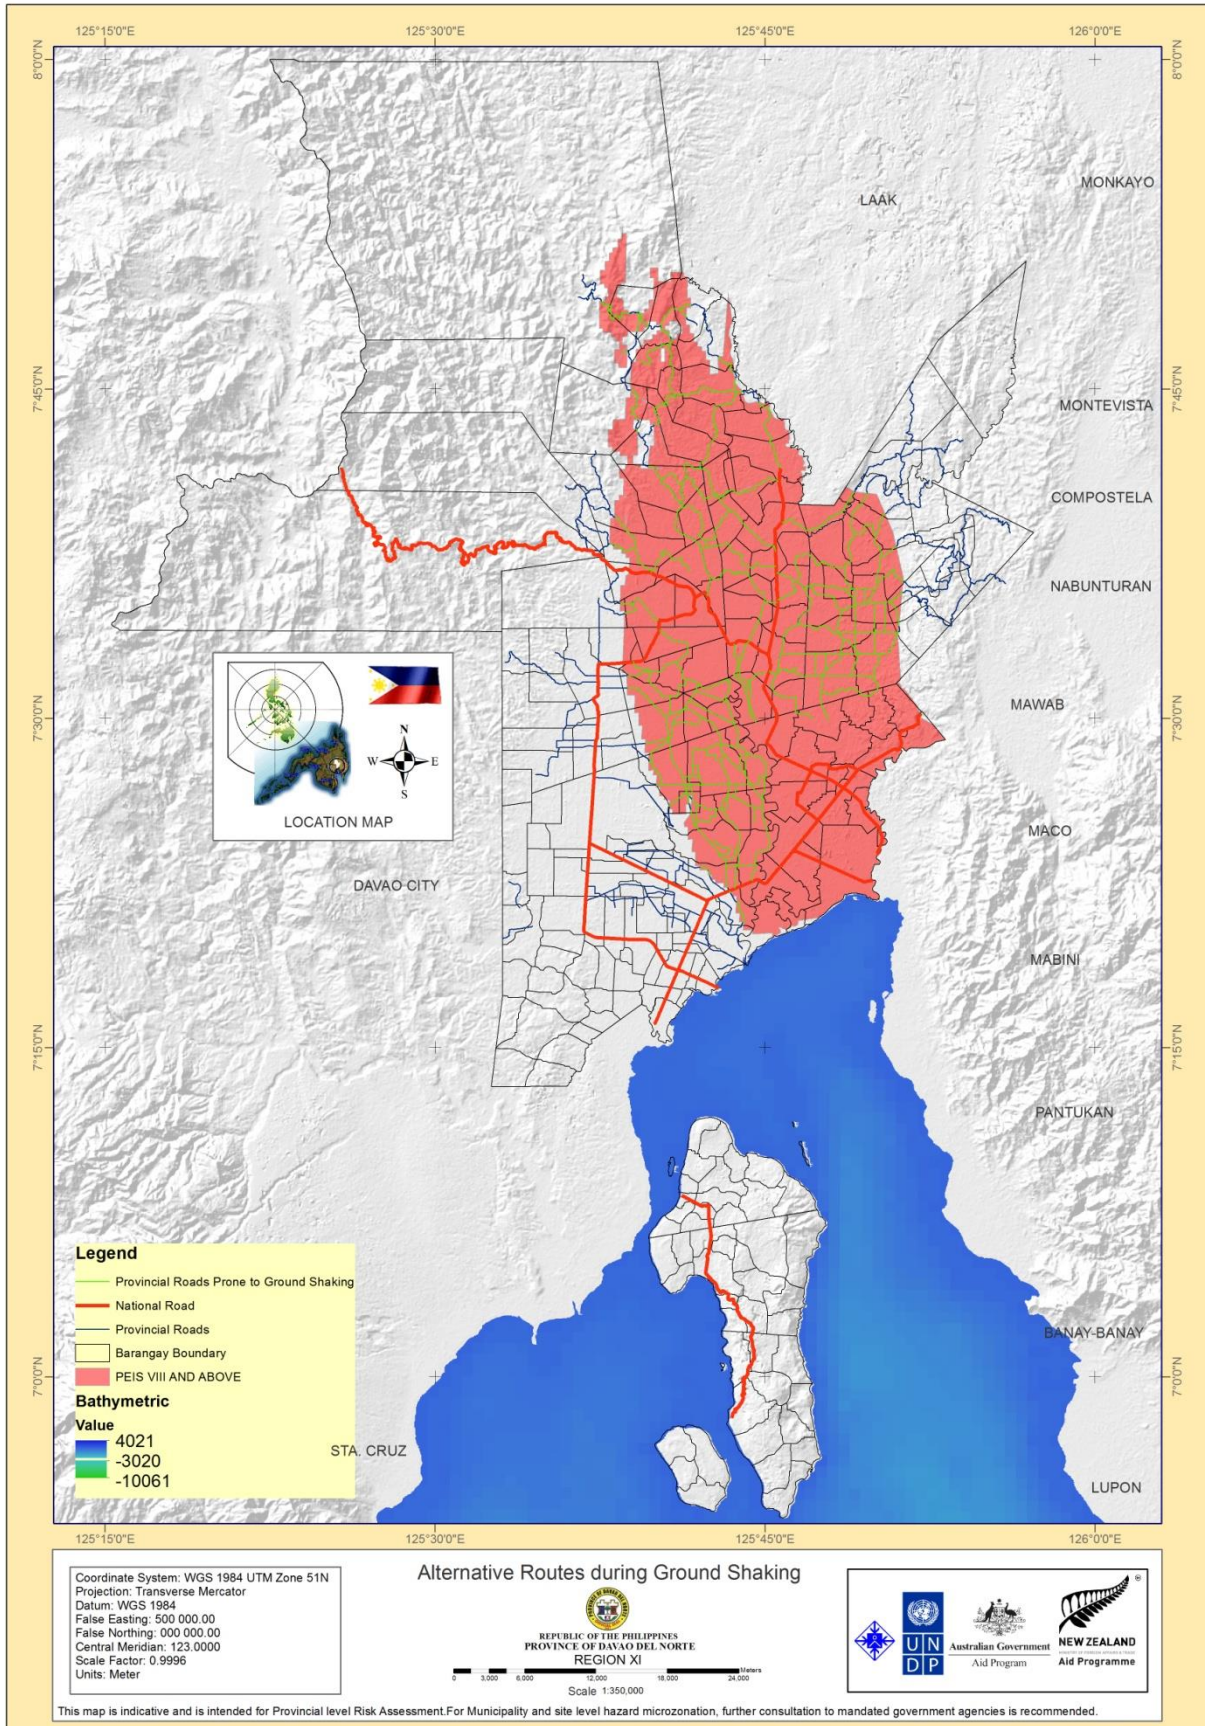 125°15'0"E 125°30'0"E 125°45'0"E 126°0'0"E
8°0'0"N 8°0'0"N
MONKAYO
LAAK
7°45'0"N 7°45'0"N
MONTEVISTA
COMPOSTELA
NABUNTURAN
MAWAB
7°30'0"N 7°30'0"N
N
W E
S
LOCATION MAP
MACO
DAVAO CITY
MABINI
7°15'0"N 7°15'0"N
PANTUKAN
Legend
Provincial Roads Prone to Ground Shaking
National Road
Provincial Roads
Barangay Boundary
PEIS VIII AND ABOVE
Bathymetric
Value
4021
-3020
-10061
BANAY-BANAY
7°0'0"N 7°0'0"N
STA. CRUZ
LUPON
125°15'0"E 125°30'0"E 125°45'0"E 126°0'0"E
Coordinate System: WGS 1984 UTM Zone 51N
Projection: Transverse Mercator
Datum: WGS 1984
False Easting: 500 000.00
False Northing: 000 000.00
Central Meridian: 123.0000
Scale Factor: 0.9996
Units: Meter
Alternative Routes during Ground Shaking
REPUBLIC OF THE PHILIPPINES
PROVINCE OF DAVAO DEL NORTE
REGION XI
Meters
0 3,000 6,000 12,000 18,000 24,000
Scale 1:350,000
U N
D P
Australian Government
Aid Program
NEW ZEALAND
Aid Programme
This map is indicative and is intended for Provincial level Risk Assessment.For Municipality and site level hazard microzonation, further consultation to mandated government agencies is recommended.